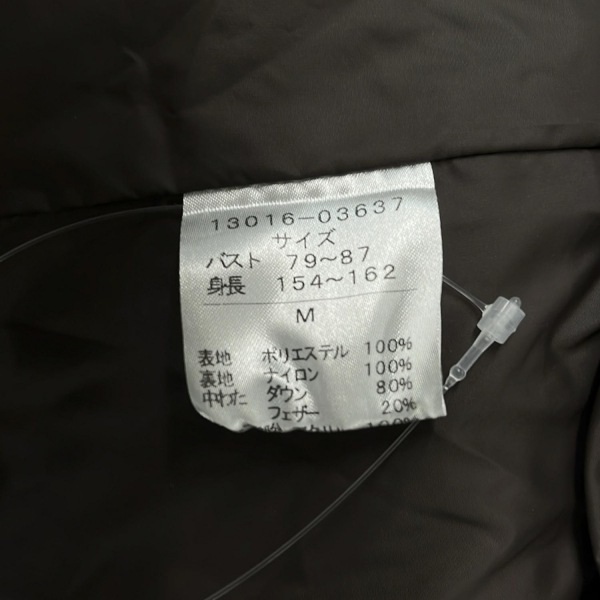 13016-03637
サイズ
バスト 79~87
身長 154~162
M
表地 ポリエステル 100%
裏地 ナイロン 100%
中わた ダウン 80%
フェザー 20%
100%